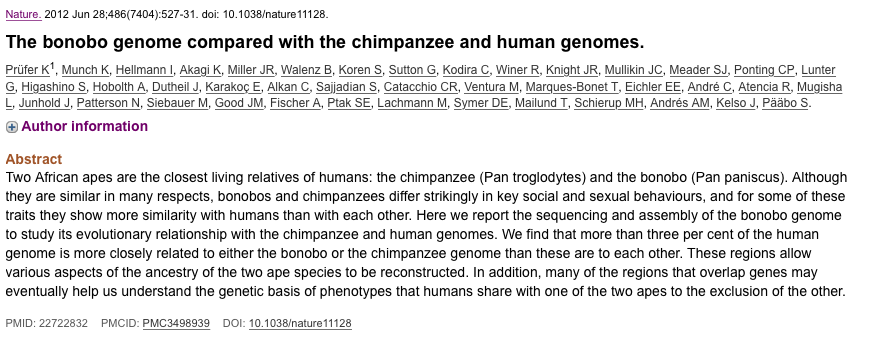 Nature. 2012 Jun 28;486(7404):527-31. doi: 10.1038/nature11128.
The bonobo genome compared with the chimpanzee and human genomes.
Prüfer K1, Munch K, Hellmann I, Akagi K, Miller JR, Walenz B, Koren S, Sutton G, Kodira C, Winer R, Knight JR, Mullikin JC, Meader SJ, Ponting CP, Lunter
G, Higashino S, Hobolth A, Dutheil J, Karakoç E, Alkan C, Sajjadian S, Catacchio CR, Ventura M, Marques-Bonet T, Eichler EE, André C, Atencia R, Mugisha
L, Junhold J, Patterson N, Siebauer M, Good JM, Fischer A, Ptak SE, Lachmann M, Symer DE, Mailund T, Schierup MH, Andrés AM, Kelso J, Pääbo S.
Author information
Abstract
Two African apes are the closest living relatives of humans: the chimpanzee (Pan troglodytes) and the bonobo (Pan paniscus). Although
they are similar in many respects, bonobos and chimpanzees differ strikingly in key social and sexual behaviours, and for some of these
traits they show more similarity with humans than with each other. Here we report the sequencing and assembly of the bonobo genome
to study its evolutionary relationship with the chimpanzee and human genomes. We find that more than three per cent of the human
genome is more closely related to either the bonobo or the chimpanzee genome than these are to each other. These regions allow
various aspects of the ancestry of the two ape species to be reconstructed. In addition, many of the regions that overlap genes may
eventually help us understand the genetic basis of phenotypes that humans share with one of the two apes to the exclusion of the other.
PMID: 22722832 PMCID: PMC3498939 DOI: 10.1038/nature11128